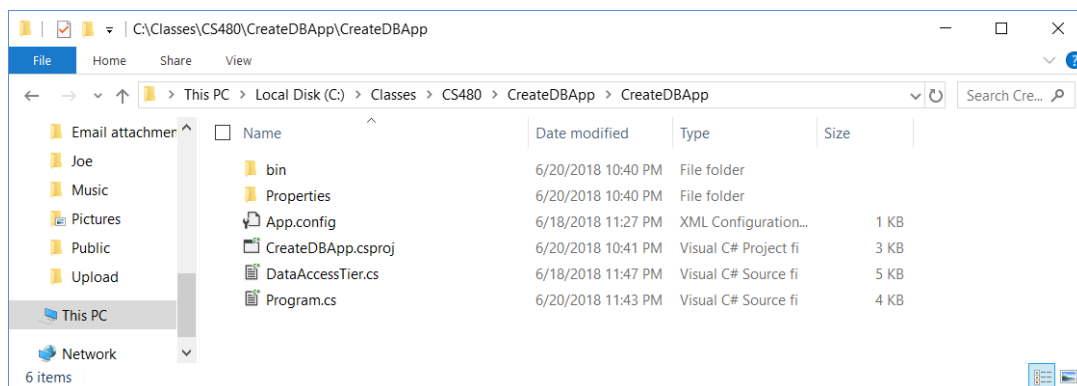 C:\Classes\CS480\CreateDBApp\CreateDBApp
File Home Share View ?
This PC > Local Disk (C:) > Classes > CS480 > CreateDBApp > CreateDBApp Search Cre...
Email attachmen
Joe
Music
Pictures
Public
Upload
This PC
Network
Name Date modified Type Size
bin 6/20/2018 10:40 PM File folder
Properties 6/20/2018 10:40 PM File folder
App.config 6/18/2018 11:27 PM XML Configuration... 1 KB
CreateDBApp.csproj 6/20/2018 10:41 PM Visual C# Project fi 3 KB
DataAccessTier.cs 6/18/2018 11:47 PM Visual C# Source fi 5 KB
Program.cs 6/20/2018 11:43 PM Visual C# Source fi 4 KB
6 items